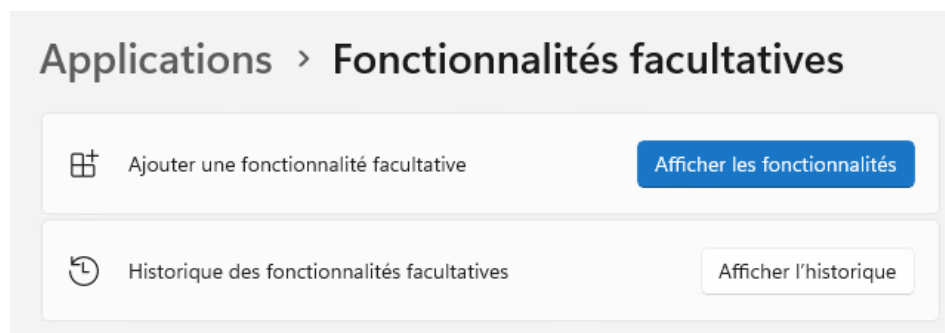 Applications > Fonctionnalités facultatives
Ajouter une fonctionnalité facultative
Afficher les fonctionnalités
Historique des fonctionnalités facultatives
Afficher l’historique